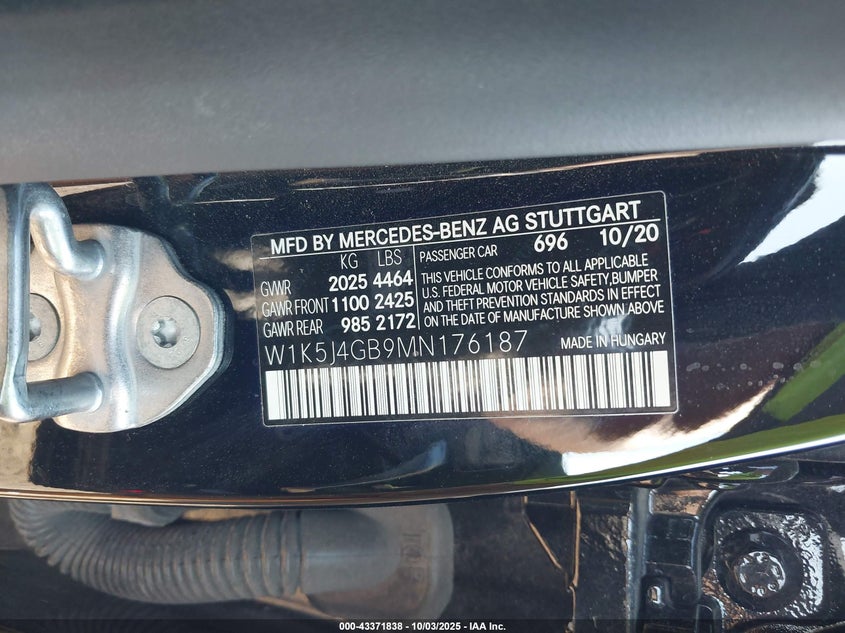 MFD BY MERCEDES-BENZ AG STUTTGART
KG LBS
GVWR 2025 4464
GAWR FRONT 1100 2425
GAWR REAR 985 2172
PASSENGER CAR 696 10/20
THIS VEHICLE CONFORMS TO ALL APPLICABLE
U.S. FEDERAL MOTOR VEHICLE SAFETY,BUMPER
AND THEFT PREVENTION STANDARDS IN EFFECT
ON THE DATE OF MANUFACTURE SHOWN ABOVE
W1K5J4GB9MN176187
MADE IN HUNGARY
000-43371838 - 10/03/2025 - IAA Inc.